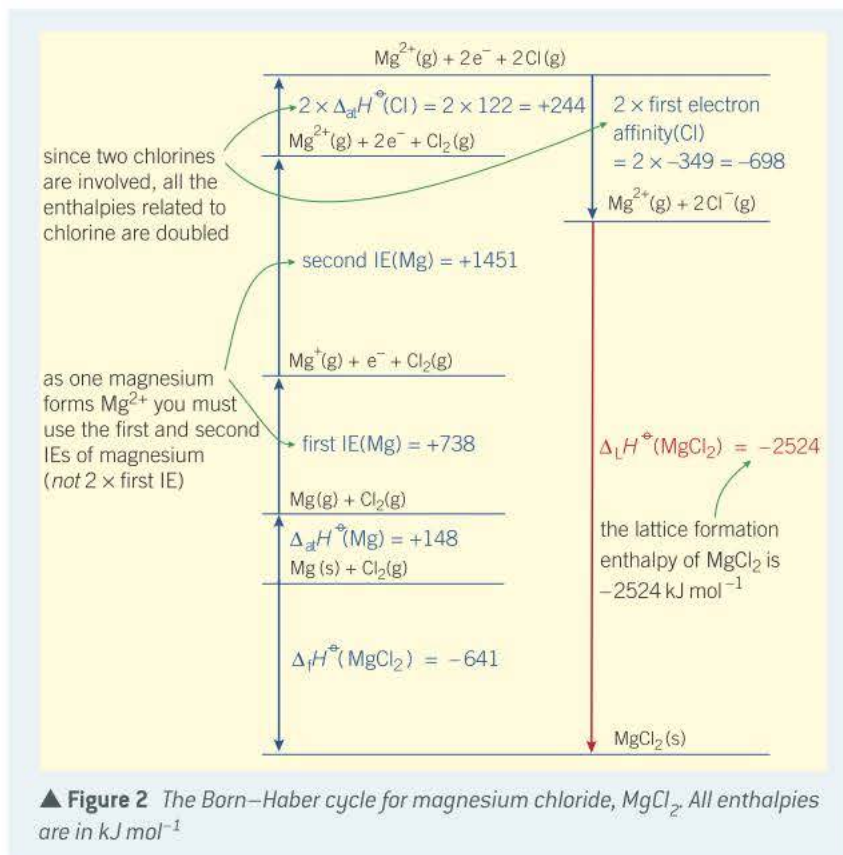 Mg²⁺(g) + 2e⁻ + 2Cl(g)
2 × ΔₐₜH⦵(Cl) = 2 × 122 = +244
Mg²⁺(g) + 2e⁻ + Cl₂(g)
2 × first electron
affinity(Cl)
= 2 × −349 = −698
Mg²⁺(g) + 2Cl⁻(g)
since two chlorines
are involved, all the
enthalpies related to
chlorine are doubled
second IE(Mg) = +1451
Mg⁺(g) + e⁻ + Cl₂(g)
as one magnesium
forms Mg²⁺ you must
use the first and second
IEs of magnesium
(not 2 × first IE)
first IE(Mg) = +738
Mg(g) + Cl₂(g)
ΔₐₜH⦵(Mg) = +148
Mg (s) + Cl₂(g)
ΔfH⦵(MgCl₂) = −641
ΔLH⦵(MgCl₂) = −2524
the lattice formation
enthalpy of MgCl₂ is
−2524 kJ mol⁻¹
MgCl₂(s)
▲ Figure 2 The Born–Haber cycle for magnesium chloride, MgCl₂. All enthalpies
are in kJ mol⁻¹